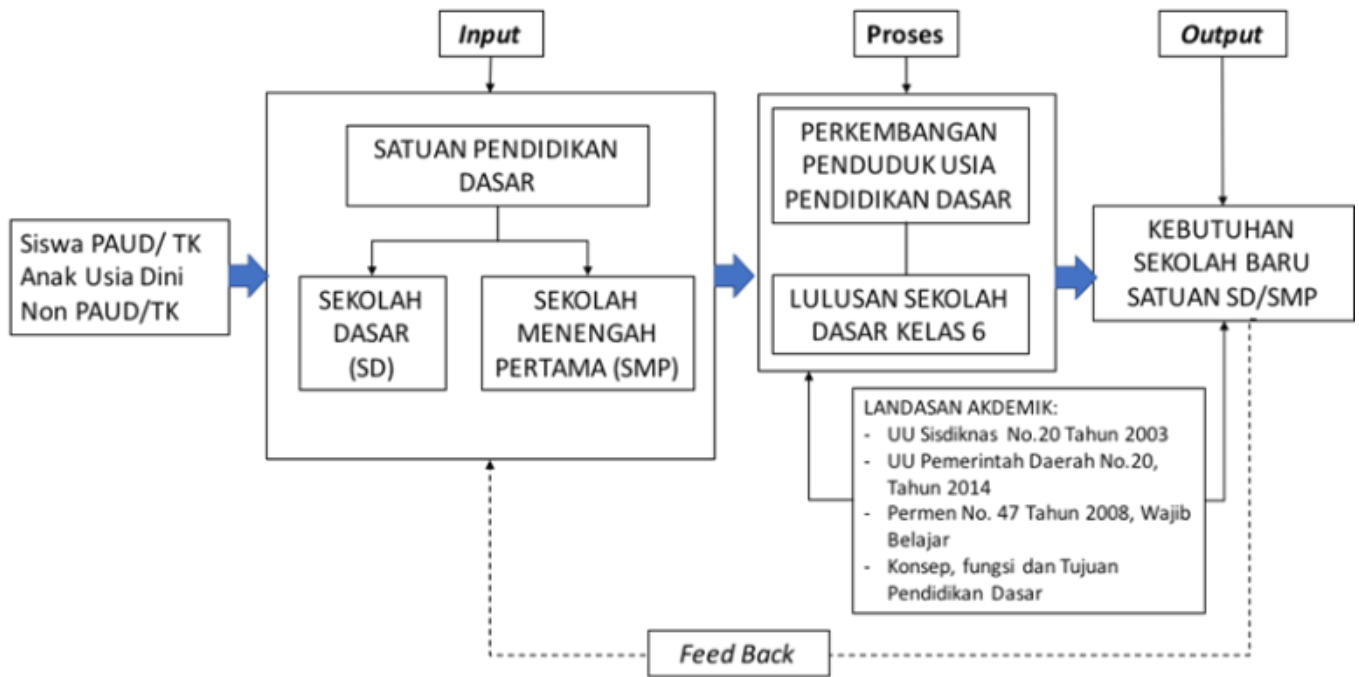 Input
Proses
Output
Siswa PAUD/ TK
Anak Usia Dini
Non PAUD/TK
SATUAN PENDIDIKAN
DASAR
SEKOLAH
DASAR
(SD)
SEKOLAH
MENENGAH
PERTAMA (SMP)
PERKEMBANGAN
PENDUDUK USIA
PENDIDIKAN DASAR
LULUSAN SEKOLAH
DASAR KELAS 6
KEBUTUHAN
SEKOLAH BARU
SATUAN SD/SMP
LANDASAN AKDEMIK:
- UU Sisdiknas No.20 Tahun 2003
- UU Pemerintah Daerah No.20,
Tahun 2014
- Permen No. 47 Tahun 2008, Wajib
Belajar
- Konsep, fungsi dan Tujuan
Pendidikan Dasar
Feed Back